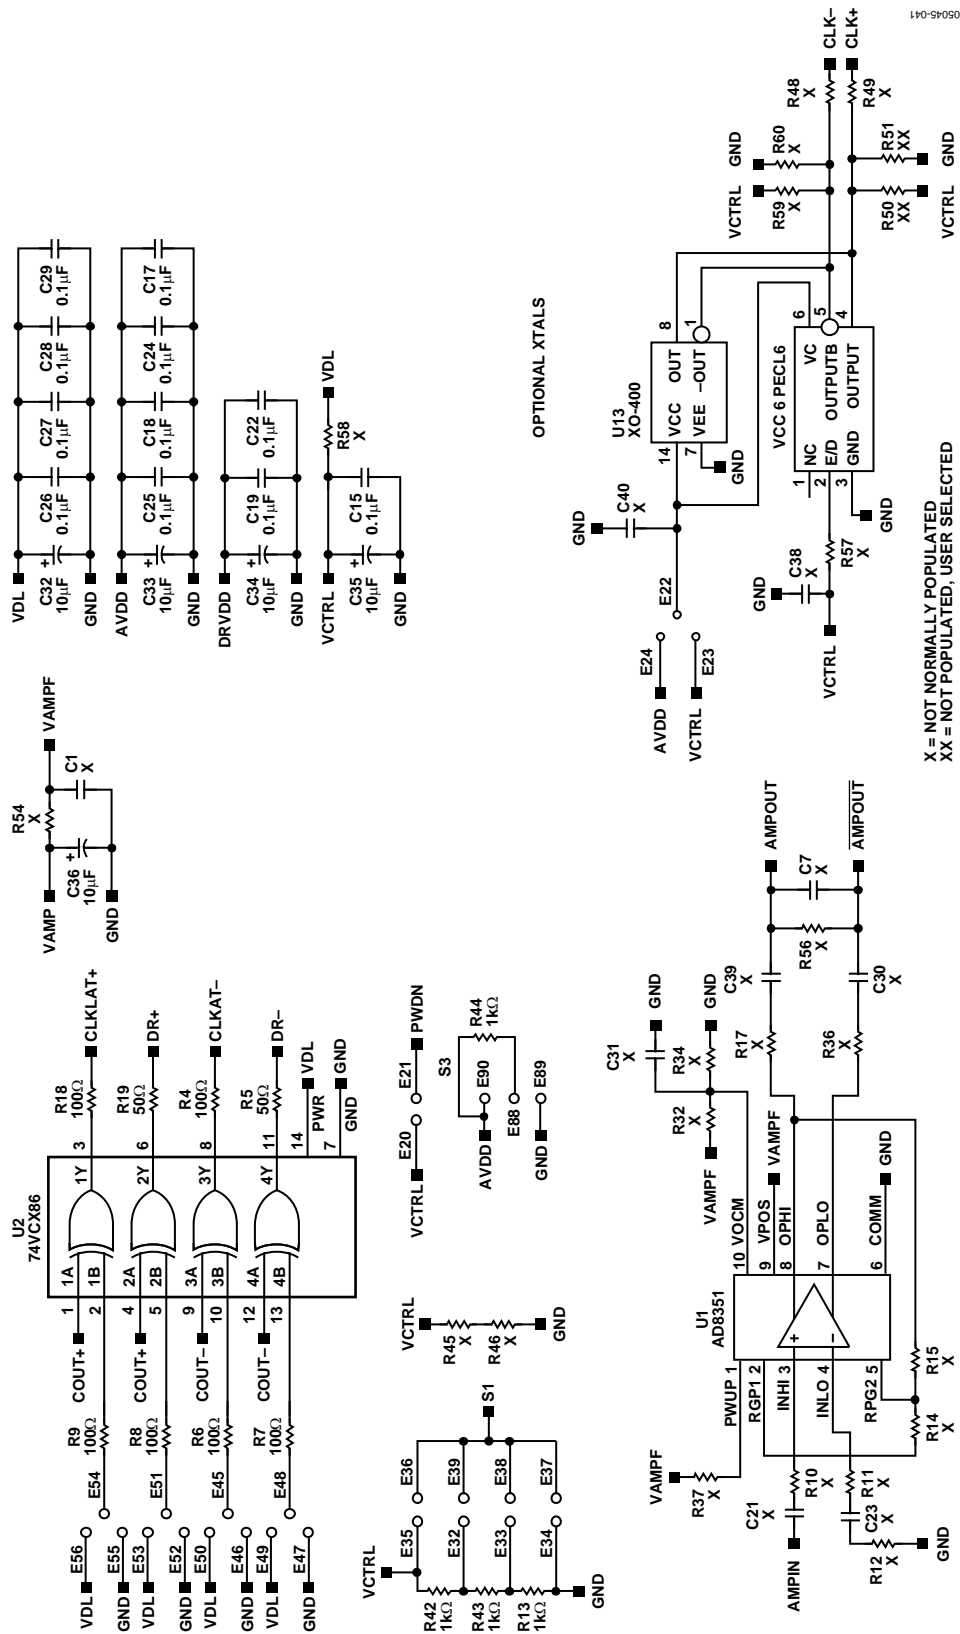 VDL
C32
10µF
+
GND
C26
0.1µF
C27
0.1µF
C28
0.1µF
C29
0.1µF
AVDD
C33
10µF
+
GND
C25
0.1µF
C18
0.1µF
C24
0.1µF
C17
0.1µF
DRVDD
C34
10µF
+
GND
C19
0.1µF
C22
0.1µF
VCTRL
C35
10µF
+
GND
C15
0.1µF
R58
X
VDL
VAMP
R54
X
VAMPF
C36
10µF
+
C1
X
GND
U2
74VCX86
VDL E56
GND E55
E54
R9
100Ω
VDL E53
GND E52
E51
R8
100Ω
VDL E50
GND E46
E45
R6
100Ω
VDL E49
GND E47
E48
R7
100Ω
COUT+
COUT+
COUT–
COUT–
1 1A
2 1B
4 2A
5 2B
9 3A
10 3B
12 4A
13 4B
1Y 3
2Y 6
3Y 8
4Y 11
R18
100Ω
CLKLAT+
R19
50Ω
DR+
R4
100Ω
CLKAT–
R5
50Ω
DR–
14
PWR
VDL
7
GND
GND
VCTRL
E20
E21
PWDN
S3
AVDD
E90
R44
1kΩ
E88
GND
E89
VCTRL
R45
X
R46
X
GND
VCTRL
E35
E36
E32
E39
E33
E38
E34
E37
S1
R42
1kΩ
R43
1kΩ
R13
1kΩ
GND
OPTIONAL XTALS
U13
XO-400
14 VCC OUT 8
7 VEE –OUT 1
GND
GND
C40
X
AVDD
E24
VCTRL
E23
E22
VCC 6 PECL6
1 NC VC 6
2 E/D OUTPUTB 5
3 GND OUTPUT 4
GND
GND
C38
X
VCTRL
R57
X
VCTRL
R59
X
GND
R60
X
R48
X
CLK–
R49
X
CLK+
R50
XX
VCTRL
R51
XX
GND
X = NOT NORMALLY POPULATED
XX = NOT POPULATED, USER SELECTED
U1
AD8351
VAMPF
R37
X
PWUP 1
RGP1 2
INHI 3
INLO 4
RPG2 5
+
–
10 VOCM
9 VPOS
8 OPHI
7 OPLO
6 COMM
AMPIN
C21
X
R10
X
C23
X
R11
X
R12
X
GND
R14
X
R15
X
VAMPF
R32
X
R34
X
GND
C31
X
GND
VAMPF
GND
R17
X
C39
X
R36
X
C30
X
R56
X
C7
X
AMPOUT
AMPOUT
05045-041